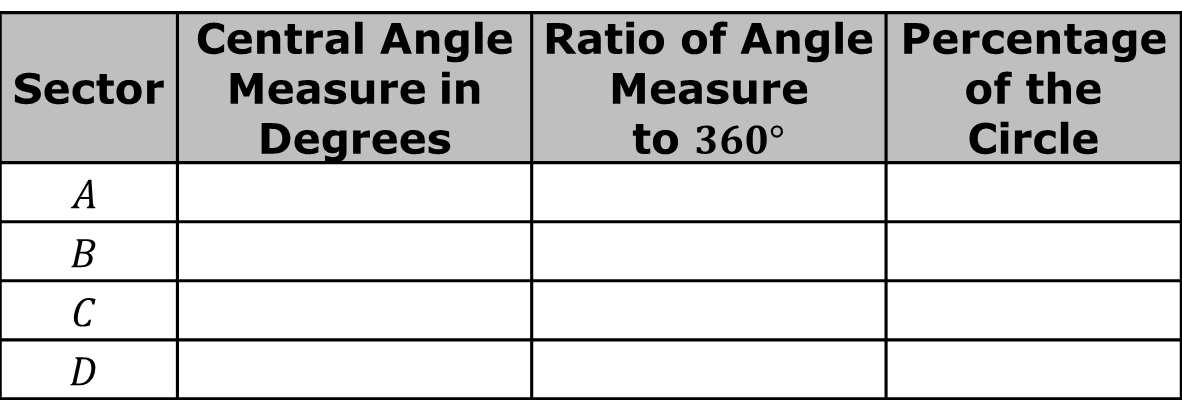 Sector
Central Angle
Measure in
Degrees
Ratio of Angle
Measure
to 360°
Percentage
of the
Circle
A
B
C
D